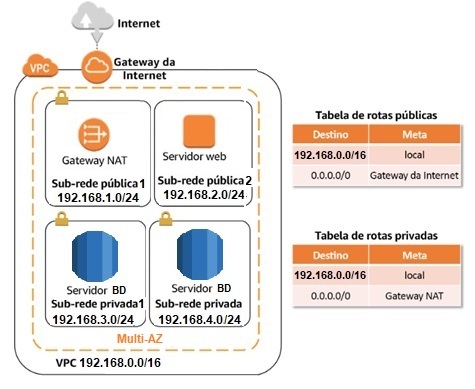 Internet
VPC
Gateway da
Internet
Gateway NAT
Sub-rede pública 1
192.168.1.0/24
Servidor web
Sub-rede pública 2
192.168.2.0/24
Servidor BD
Sub-rede privada1
192.168.3.0/24
Servidor BD
Sub-rede privada
192.168.4.0/24
Multi-AZ
VPC 192.168.0.0/16
Tabela de rotas públicas
Destino Meta
192.168.0.0/16 local
0.0.0.0/0 Gateway da Internet
Tabela de rotas privadas
Destino Meta
192.168.0.0/16 local
0.0.0.0/0 Gateway NAT